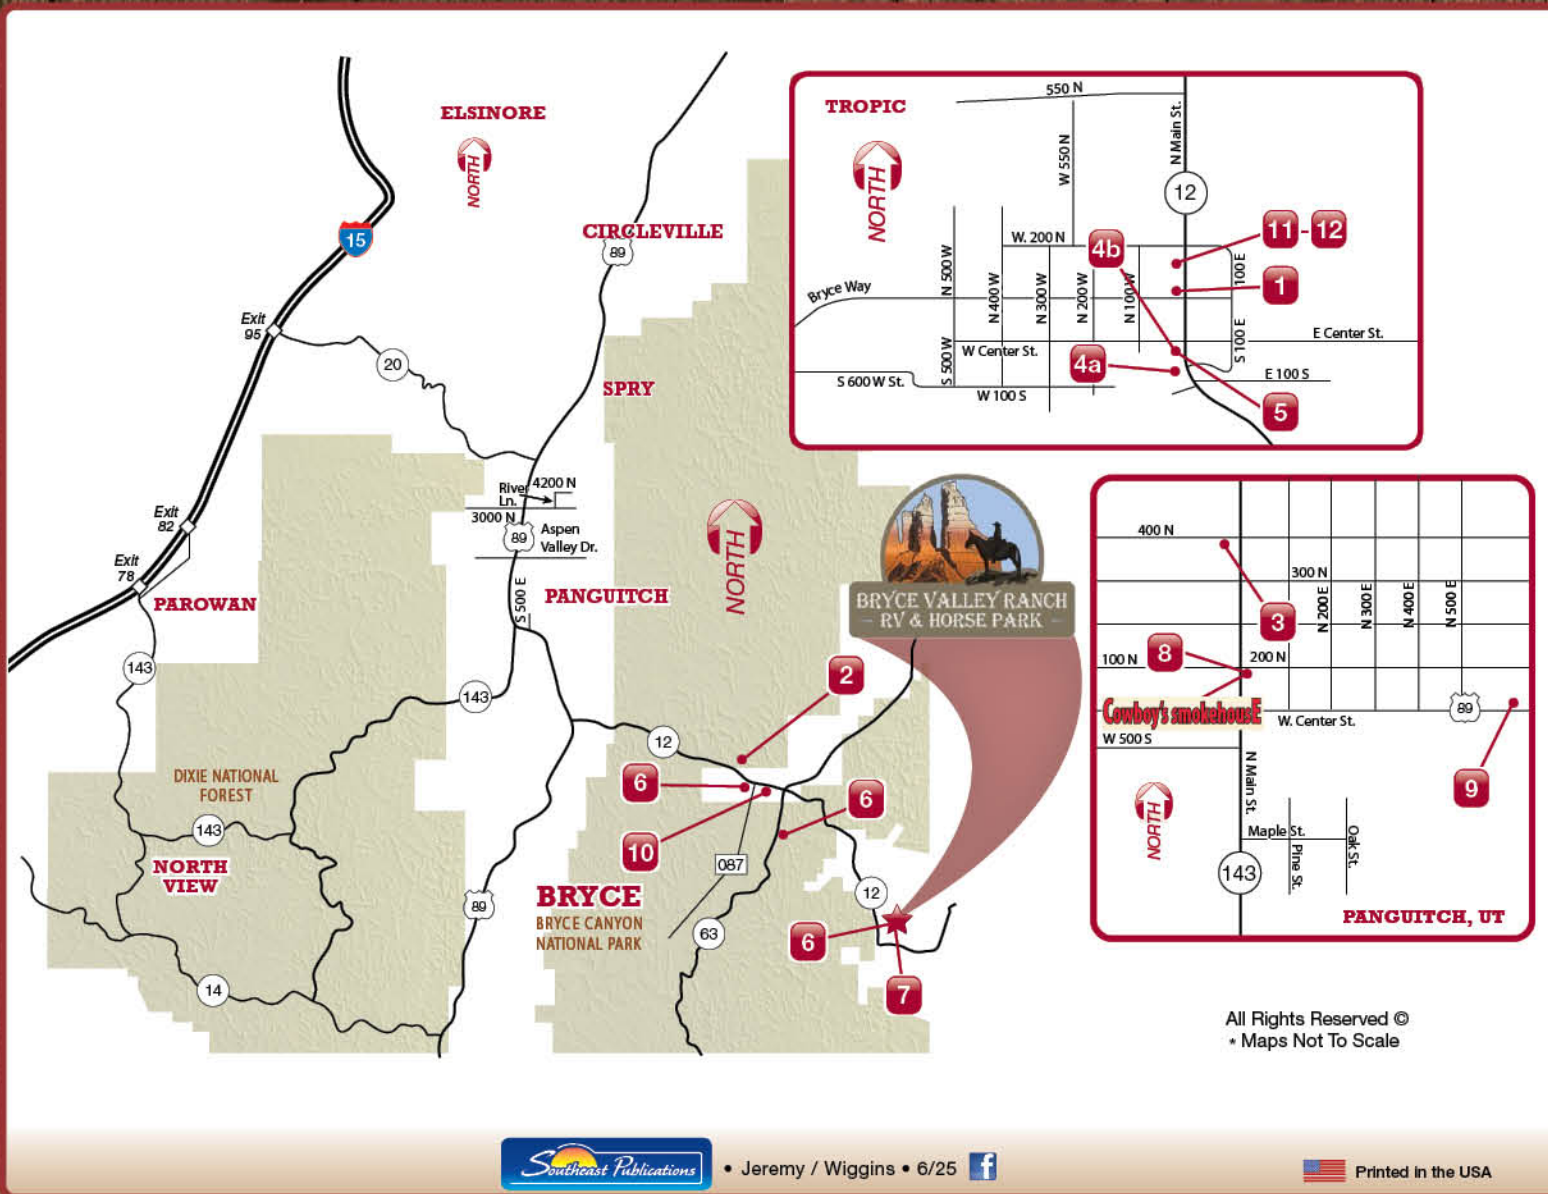 ELSINORE
NORTH
15
CIRCLEVILLE
89
Exit
95
20
SPRY
River
Ln.
4200 N
3000 N
89
Aspen
Valley Dr.
Exit
82
Exit
78
PAROWAN
S 500 E
PANGUITCH
NORTH
143
143
12
2
6
6
10
087
DIXIE NATIONAL
FOREST
143
NORTH
VIEW
89
BRYCE
BRYCE CANYON
NATIONAL PARK
63
12
6
7
14
BRYCE VALLEY RANCH
- RV & HORSE PARK -
TROPIC
NORTH
550 N
N Main St.
W 550 N
12
11-12
W. 200 N
4b
1
100 E
N 500 W
N 400 W
N 300 W
N 200 W
N 100 W
Bryce Way
S 100 E
E Center St.
W Center St.
S 500 W
4a
S 600 W St.
W 100 S
E 100 S
5
400 N
300 N
N 200 E
N 300 E
N 400 E
N 500 E
3
8
100 N
200 N
Cowboy's smokehousE
W. Center St.
89
W 500 S
N Main St.
9
NORTH
Maple St.
Pine St.
Oak St.
143
PANGUITCH, UT
All Rights Reserved ©
* Maps Not To Scale
Southeast Publications
• Jeremy / Wiggins • 6/25
f
Printed in the USA